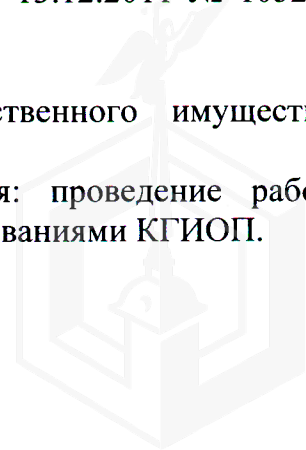 ственного имуществ
я: проведение рабо
ваниями КГИОП.